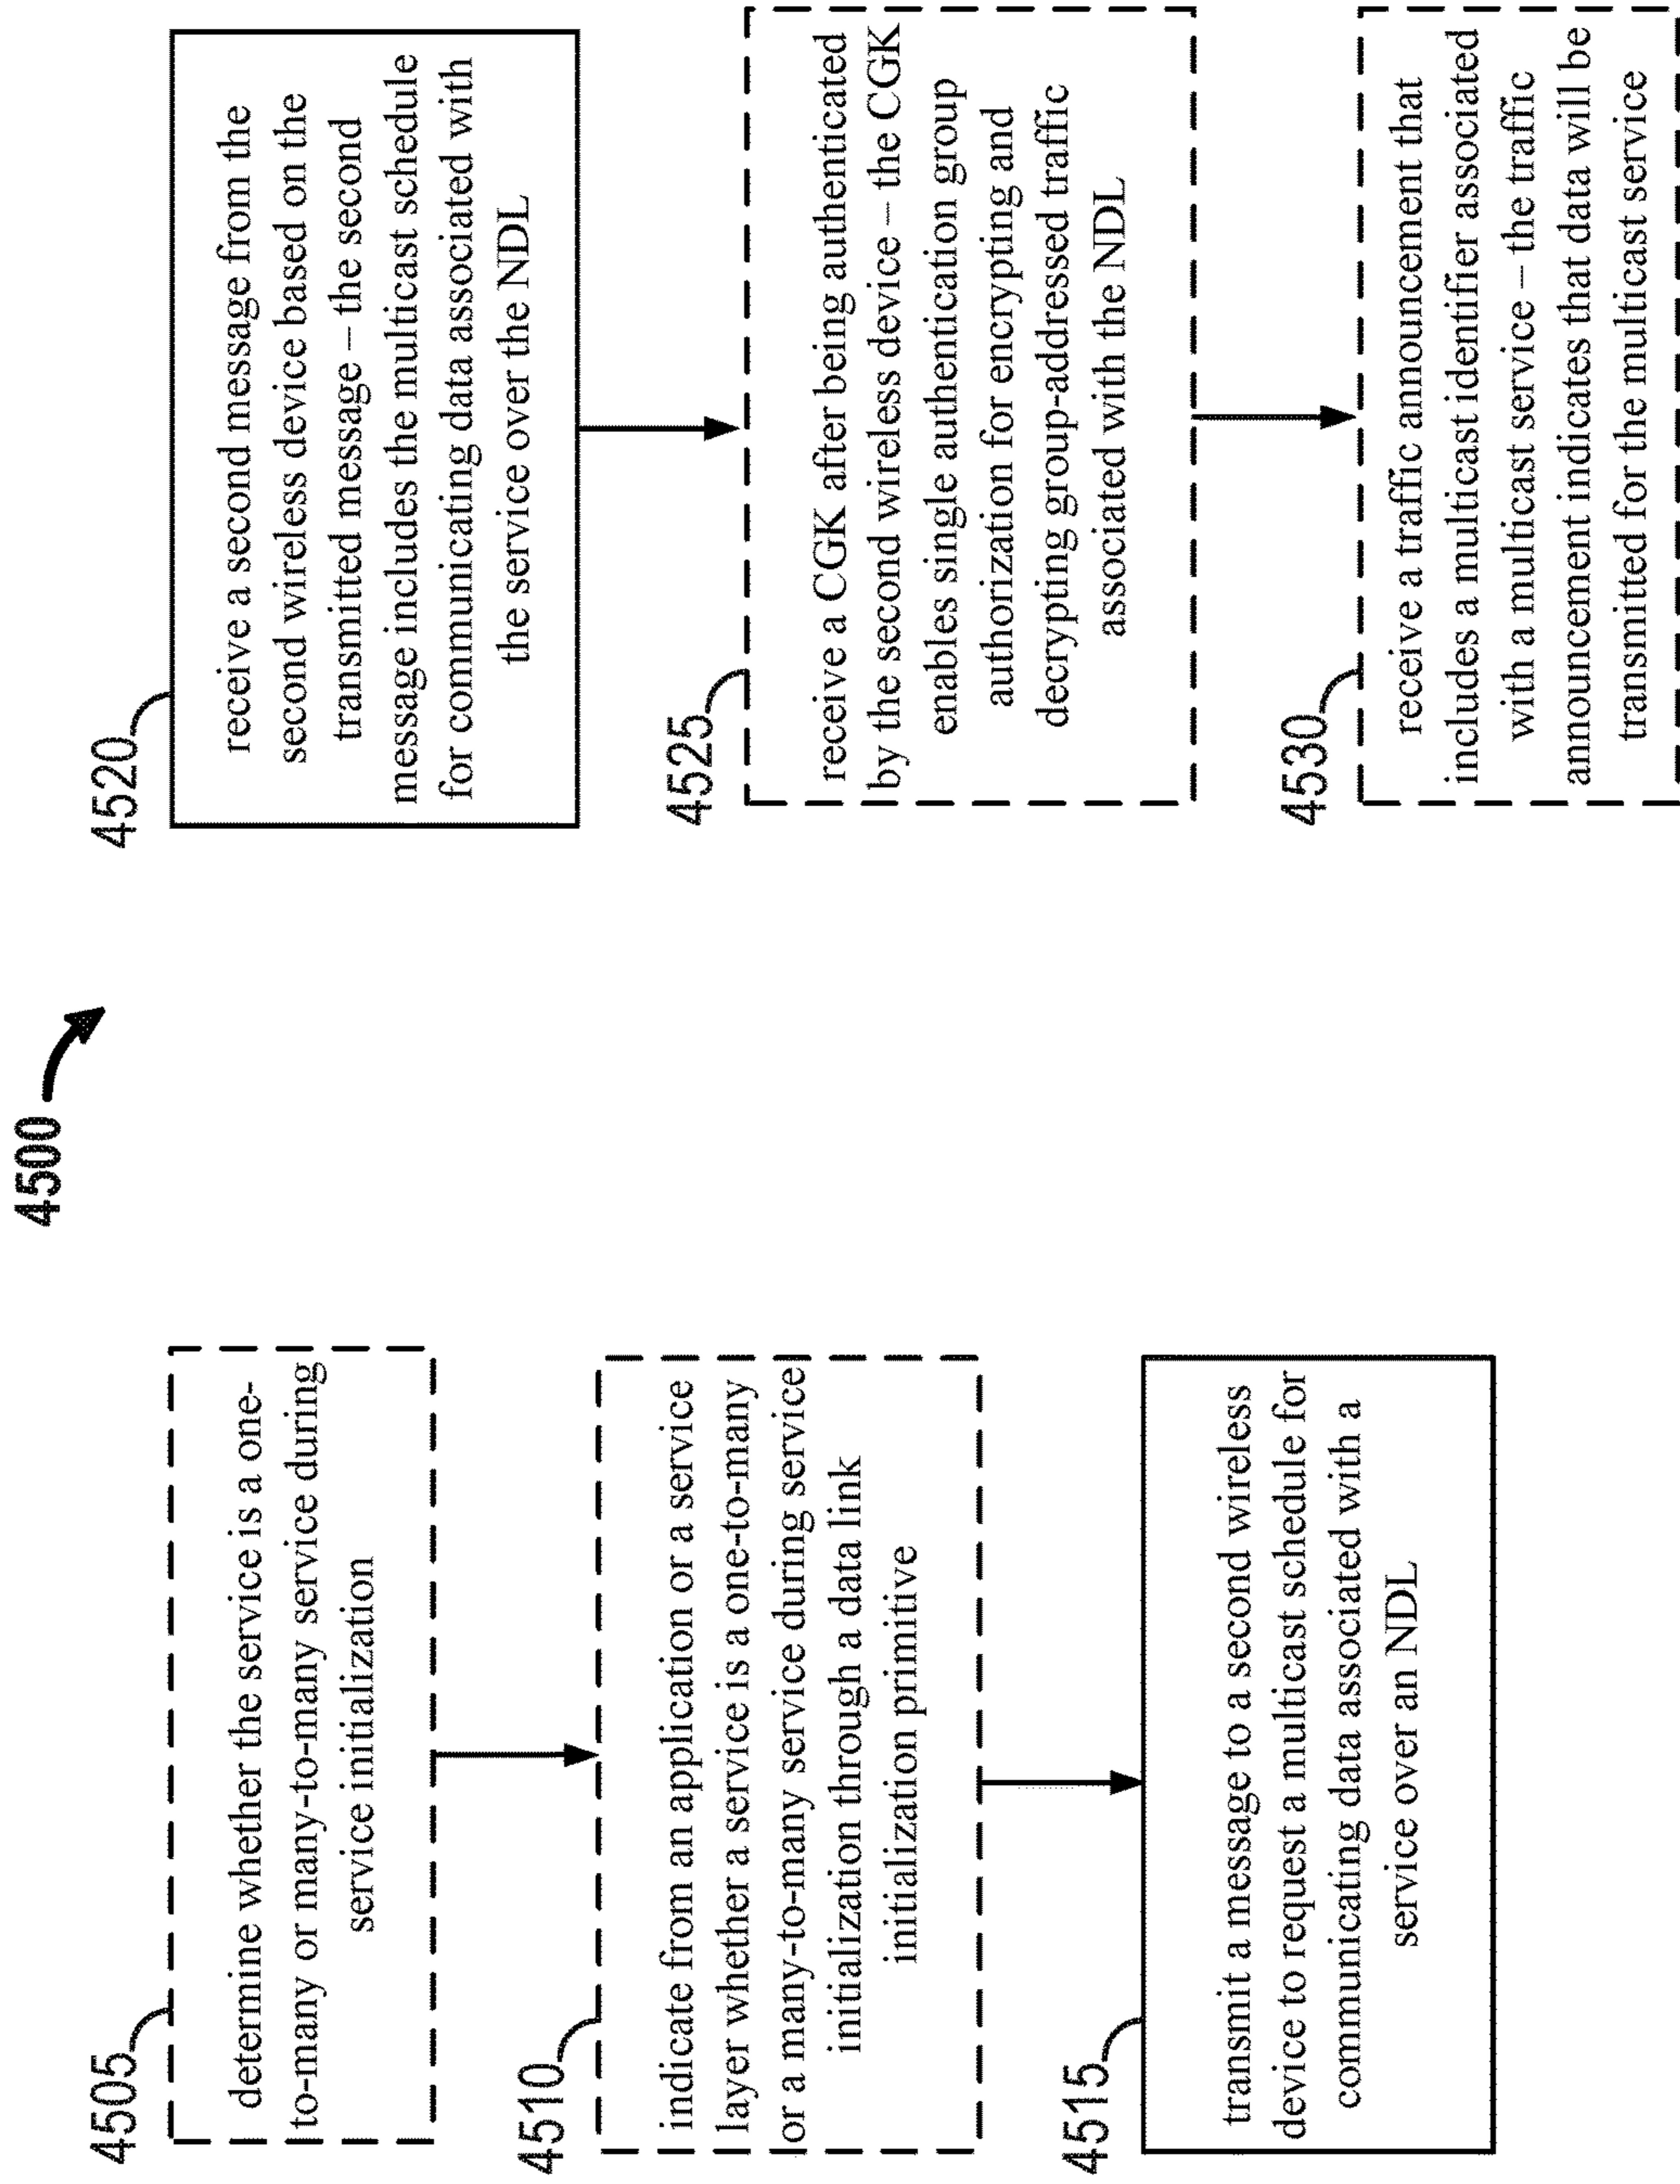 4500
4505
determine whether the service is a one-
to-many or many-to-many service during
service initialization
4510
indicate from an application or a service
layer whether a service is a one-to-many
or a many-to-many service during service
initialization through a data link
initialization primitive
4515
transmit a message to a second wireless
device to request a multicast schedule for
communicating data associated with a
service over an NDL
4520
receive a second message from the
second wireless device based on the
transmitted message – the second
message includes the multicast schedule
for communicating data associated with
the service over the NDL
4525
receive a CGK after being authenticated
by the second wireless device – the CGK
enables single authentication group
authorization for encrypting and
decrypting group-addressed traffic
associated with the NDL
4530
receive a traffic announcement that
includes a multicast identifier associated
with a multicast service – the traffic
announcement indicates that data will be
transmitted for the multicast service